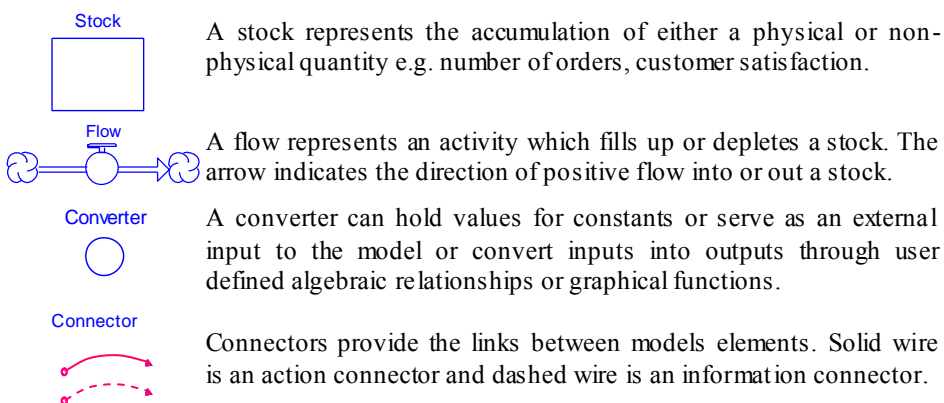 Stock
A stock represents the accumulation of either a physical or non-
physical quantity e.g. number of orders, customer satisfaction.
Flow
A flow represents an activity which fills up or depletes a stock. The
arrow indicates the direction of positive flow into or out a stock.
Converter
A converter can hold values for constants or serve as an external
input to the model or convert inputs into outputs through user
defined algebraic relationships or graphical functions.
Connector
Connectors provide the links between models elements. Solid wire
is an action connector and dashed wire is an information connector.